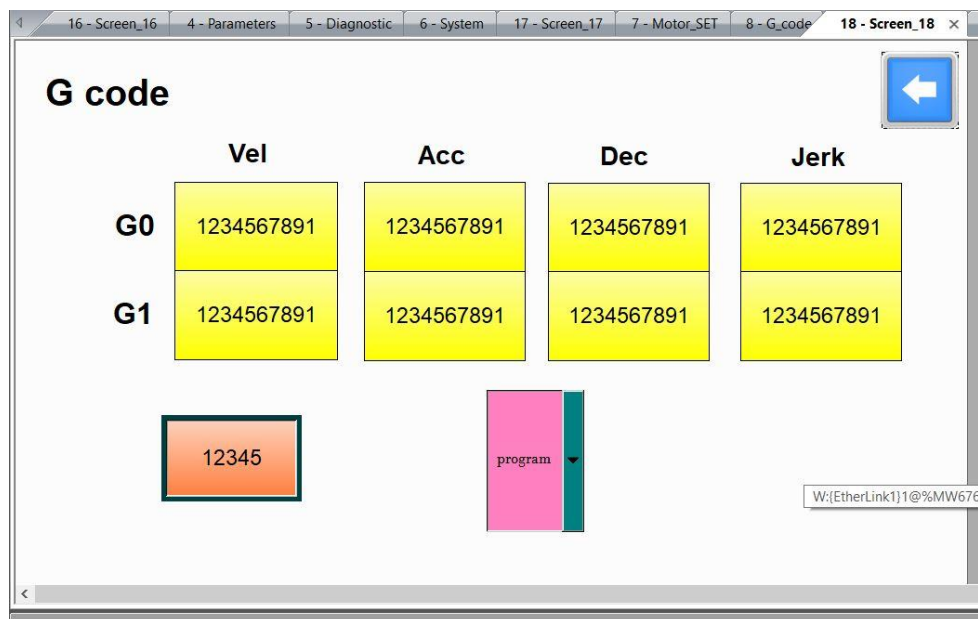 16 - Screen_16 4 - Parameters 5 - Diagnostic 6 - System 17 - Screen_17 7 - Motor_SET 8 - G_code 18 - Screen_18
G code
Vel Acc Dec Jerk
G0 1234567891 1234567891 1234567891 1234567891
G1 1234567891 1234567891 1234567891 1234567891
12345 program
W:{EtherLink1}1@%MW676